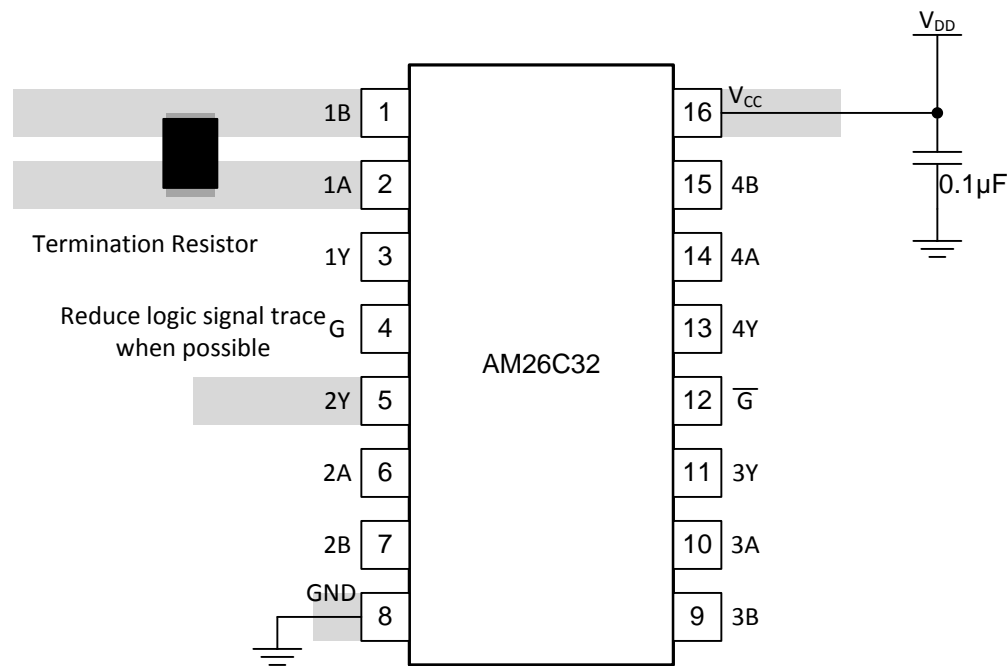 V_DD
1B 1 16 V_CC
1A 2 15 4B 0.1µF
Termination Resistor 1Y 3 14 4A
Reduce logic signal trace
when possible
G 4 13 4Y
AM26C32
2Y 5 12 G̅
2A 6 11 3Y
2B 7 10 3A
GND 8 9 3B